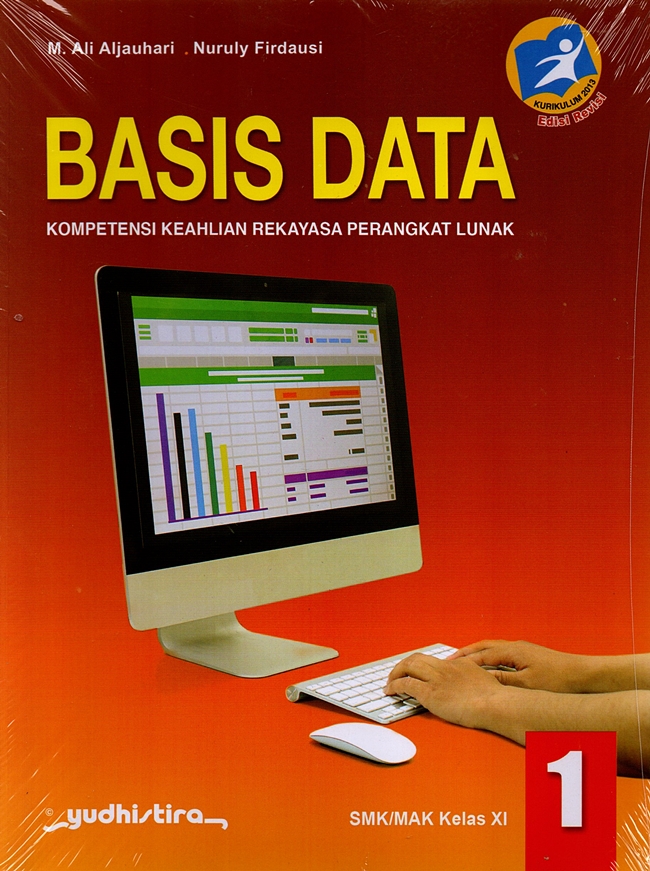 M. Ali Aljauhari . Nuruly Firdausi
KURIKULUM 2013
Edisi Revisi
BASIS DATA
KOMPETENSI KEAHLIAN REKAYASA PERANGKAT LUNAK
© yudhistira
SMK/MAK Kelas XI
1